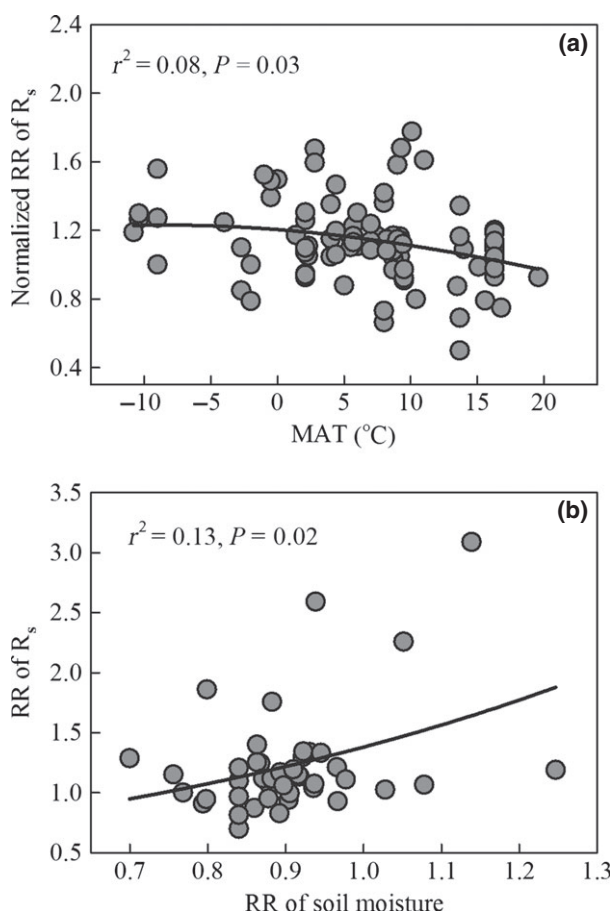 (a)
r² = 0.08, P = 0.03
Normalized RR of Rₛ
2.4
2.0
1.6
1.2
0.8
0.4
−10 −5 0 5 10 15 20
MAT (°C)
(b)
r² = 0.13, P = 0.02
RR of Rₛ
3.5
3.0
2.5
2.0
1.5
1.0
0.5
0.7 0.8 0.9 1.0 1.1 1.2 1.3
RR of soil moisture